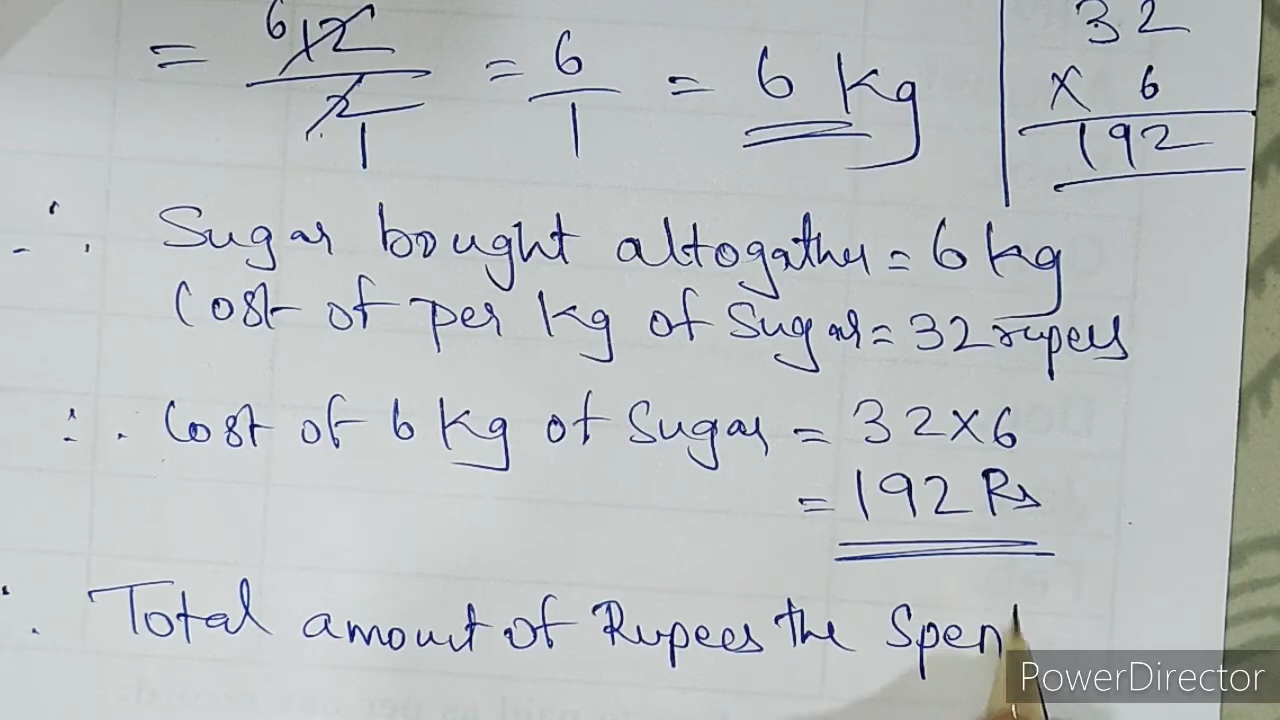 = 6 12 / 2 1 = 6 / 1 = 6 kg
32
x 6
192
∴ Sugar bought altogather = 6 kg
Cost of per kg of Sugar = 32 rupees
∴ Cost of 6 kg of Sugar = 32×6
= 192 Rs
∴ Total amount of Rupees the Spen
PowerDirector